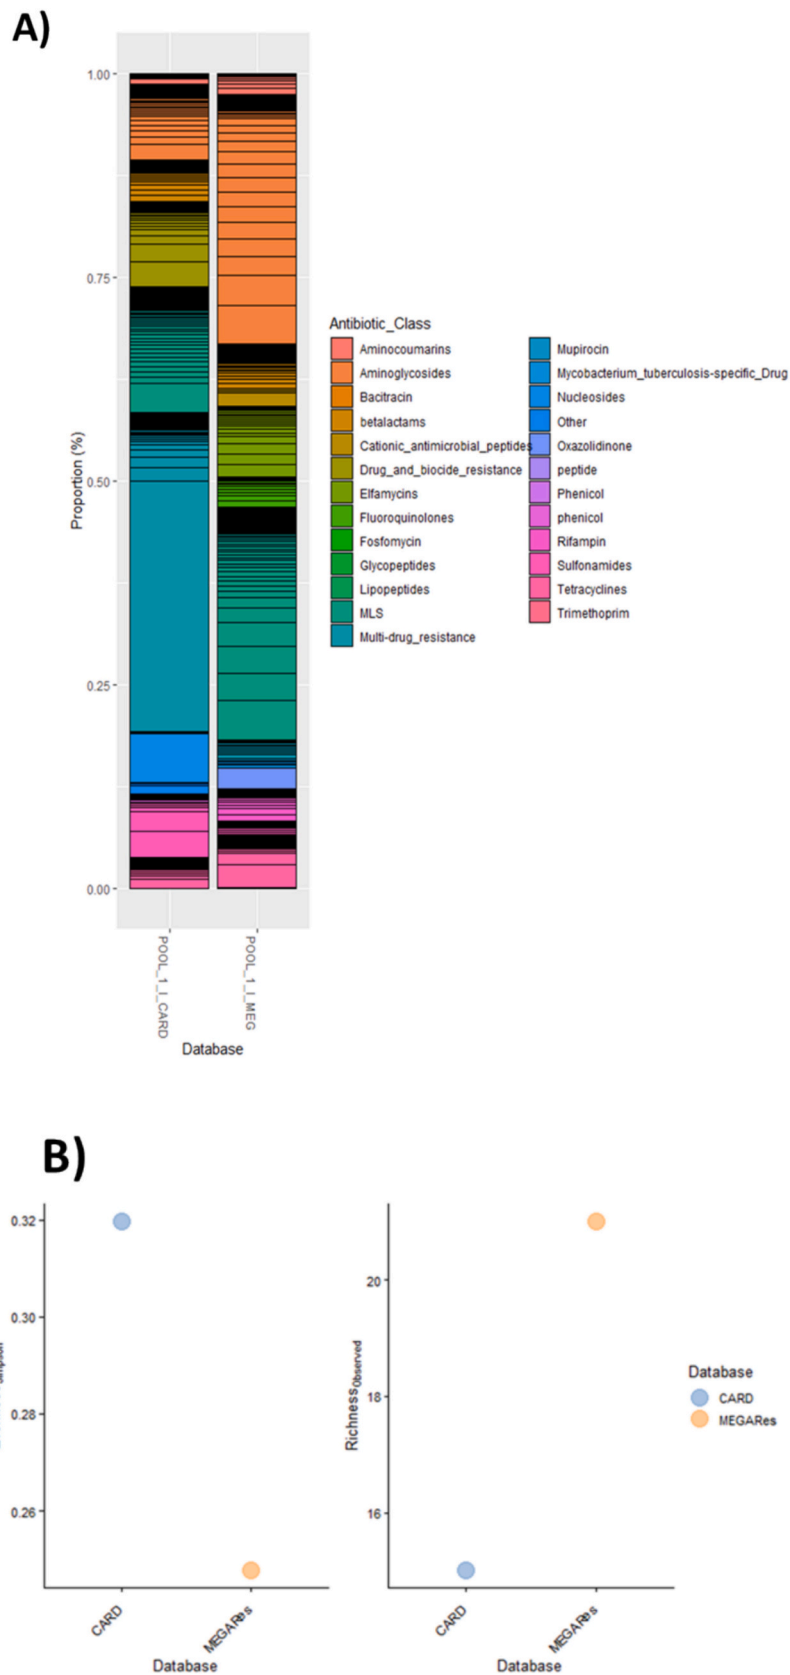 A)
1.00
0.75
0.50
0.25
0.00
Proportion (%)
POOL_1_I_CARD
POOL_1_I_MEG
Database
Antibiotic_Class
Aminocoumarins
Aminoglycosides
Bacitracin
betalactams
Cationic_antimicrobial_peptides
Drug_and_biocide_resistance
Elfamycins
Fluoroquinolones
Fosfomycin
Glycopeptides
Lipopeptides
MLS
Multi-drug_resistance
Mupirocin
Mycobacterium_tuberculosis-specific_Drug
Nucleosides
Other
Oxazolidinone
peptide
Phenicol
phenicol
Rifampin
Sulfonamides
Tetracyclines
Trimethoprim
B)
0.32
0.30
0.28
0.26
CARD
MEGARes
Database
Richness Observed
20
18
16
CARD
MEGARes
Database
Database
CARD
MEGARes